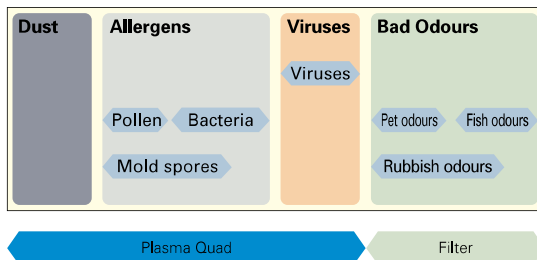 Dust
Allergens
Viruses
Bad Odours
Viruses
Pollen
Bacteria
Pet odours
Fish odours
Mold spores
Rubbish odours
Plasma Quad
Filter